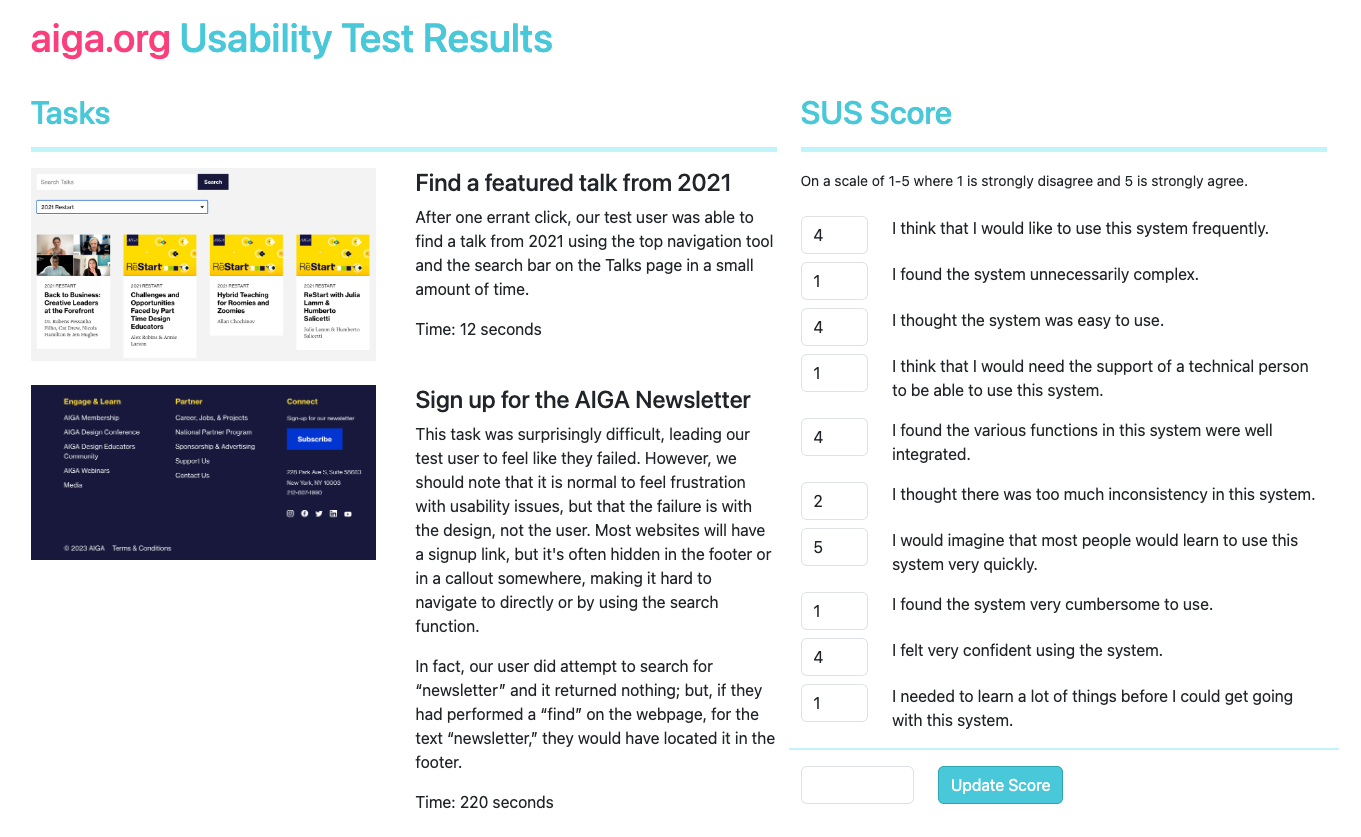 aiga.org Usability Test Results
Tasks
Search Talks
Search
2021 Restart
RēStart
RēStart
RēStart
2021 RESTART
Back to Business:
Creative Leaders
at the Forefront
Dr. Rubens Pessanha
Filho, Cat Drew, Nicola
Hamilton & Jen Hughes
2021 RESTART
Challenges and
Opportunities
Faced by Part
Time Design
Educators
Alex Robins & Annie
Larson
2021 RESTART
Hybrid Teaching
for Roomies and
Zoomies
Allan Chochinov
2021 RESTART
ReStart with Julia
Lamm & Humberto
Salicetti
Julia Lamm & Humberto
Salicetti
Find a featured talk from 2021
After one errant click, our test user was able to
find a talk from 2021 using the top navigation tool
and the search bar on the Talks page in a small
amount of time.
Time: 12 seconds
Engage & Learn
AIGA Membership
AIGA Design Conference
AIGA Design Educators
Community
AIGA Webinars
Media
Partner
Career, Jobs, & Projects
National Partner Program
Sponsorship & Advertising
Support Us
Contact Us
Connect
Sign-up for our newsletter
Subscribe
228 Park Ave S, Suite 58603
New York, NY 10003
212-807-1990
© 2023 AIGA Terms & Conditions
Sign up for the AIGA Newsletter
This task was surprisingly difficult, leading our
test user to feel like they failed. However, we
should note that it is normal to feel frustration
with usability issues, but that the failure is with
the design, not the user. Most websites will have
a signup link, but it's often hidden in the footer or
in a callout somewhere, making it hard to
navigate to directly or by using the search
function.
In fact, our user did attempt to search for
“newsletter” and it returned nothing; but, if they
had performed a “find” on the webpage, for the
text “newsletter,” they would have located it in the
footer.
Time: 220 seconds
SUS Score
On a scale of 1-5 where 1 is strongly disagree and 5 is strongly agree.
4 I think that I would like to use this system frequently.
1 I found the system unnecessarily complex.
4 I thought the system was easy to use.
1 I think that I would need the support of a technical person
to be able to use this system.
4 I found the various functions in this system were well
integrated.
2 I thought there was too much inconsistency in this system.
5 I would imagine that most people would learn to use this
system very quickly.
1 I found the system very cumbersome to use.
4 I felt very confident using the system.
1 I needed to learn a lot of things before I could get going
with this system.
Update Score